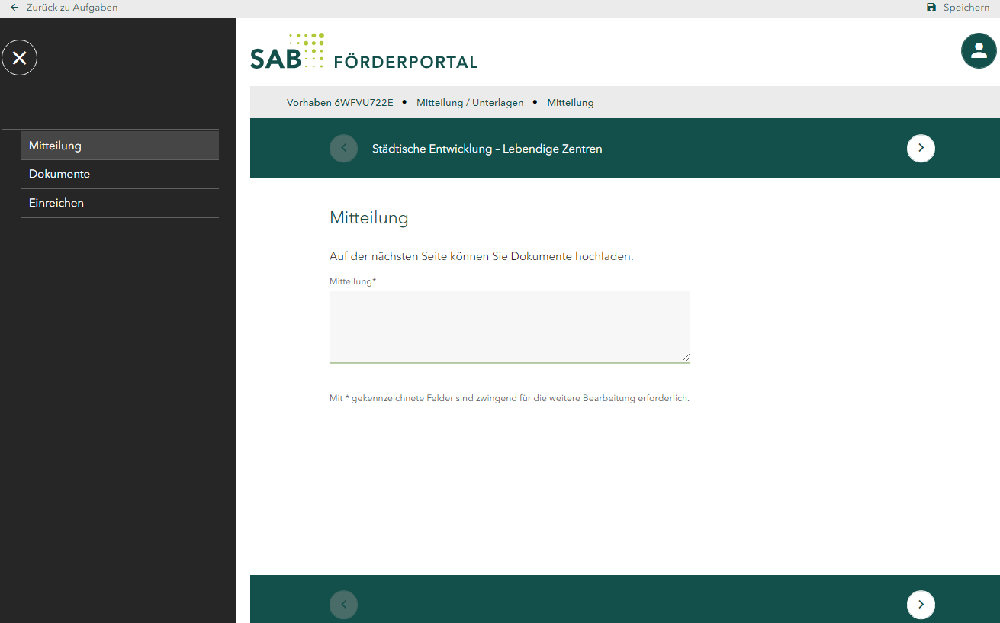 Zurück zu Aufgaben
Speichern
SAB FÖRDERPORTAL
Vorhaben 6WFVU722E • Mitteilung / Unterlagen • Mitteilung
Mitteilung
Dokumente
Einreichen
Städtische Entwicklung – Lebendige Zentren
Mitteilung
Auf der nächsten Seite können Sie Dokumente hochladen.
Mitteilung*
Mit * gekennzeichnete Felder sind zwingend für die weitere Bearbeitung erforderlich.